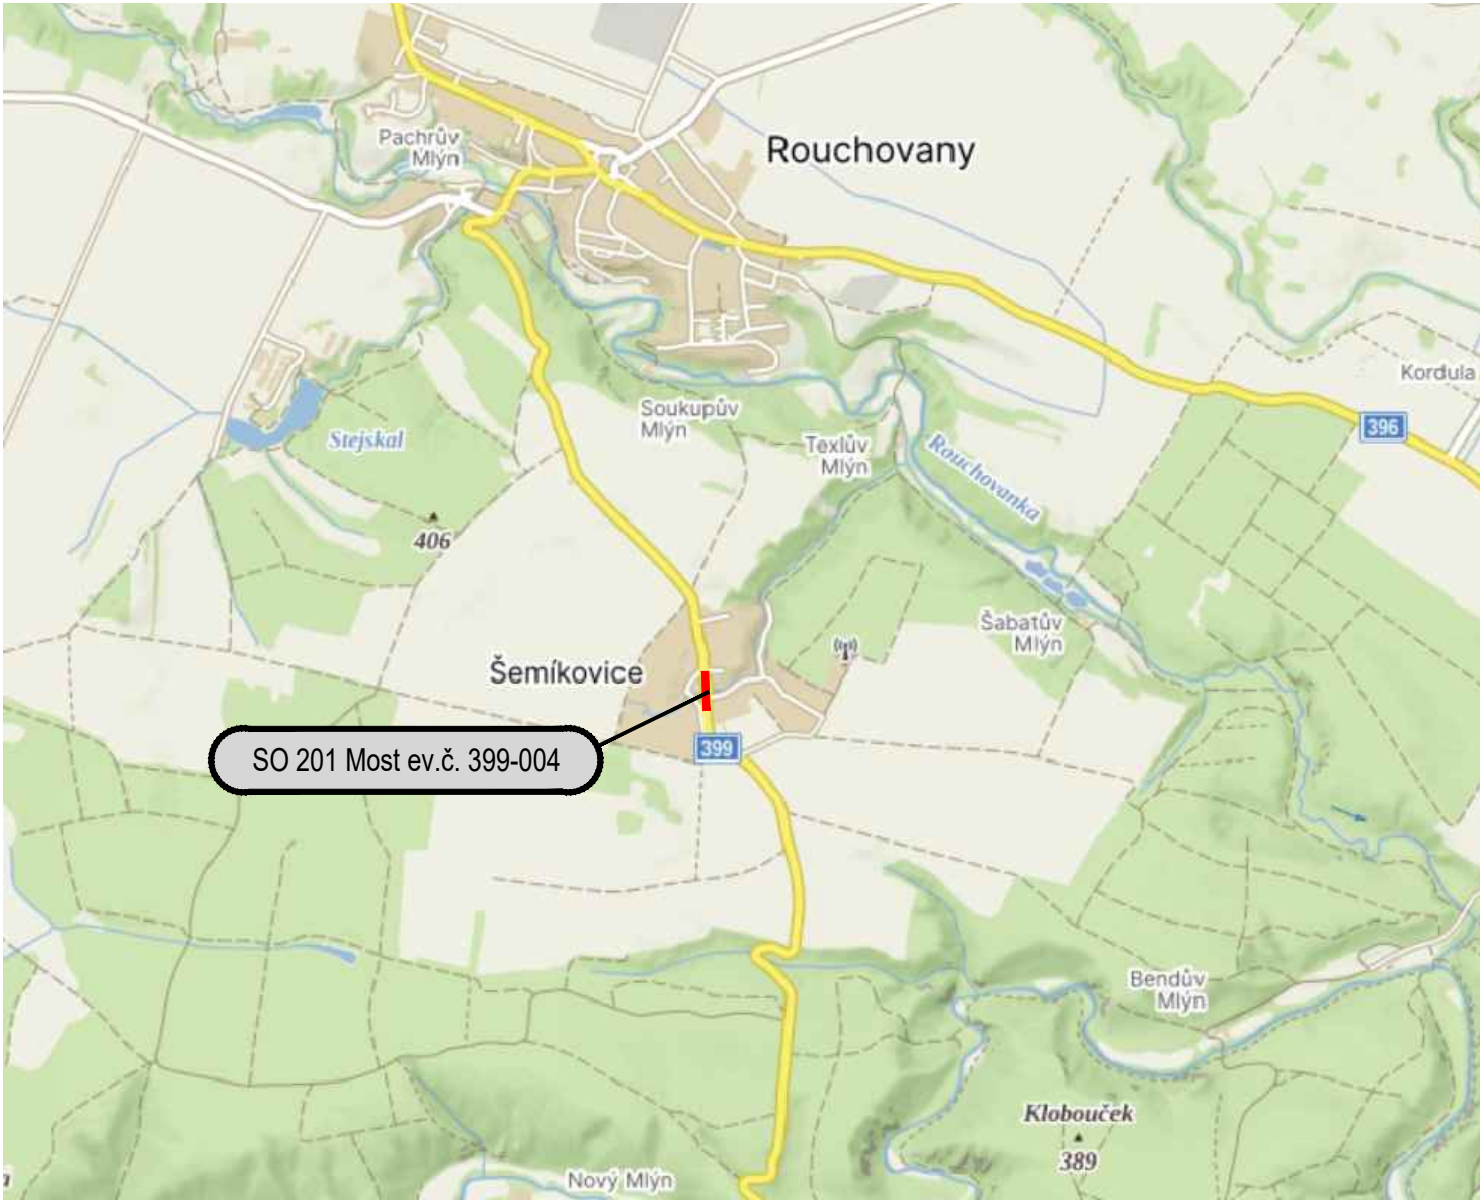 Pachrův
Mlýn
Rouchovany
Kordula
Soukupův
Mlýn
396
Stejskal
Texlův
Mlýn
Rouchovanka
406
Šabatův
Mlýn
Šemíkovice
399
SO 201 Most ev.č. 399-004
Bendův
Mlýn
Klobouček
389
Nový Mlýn